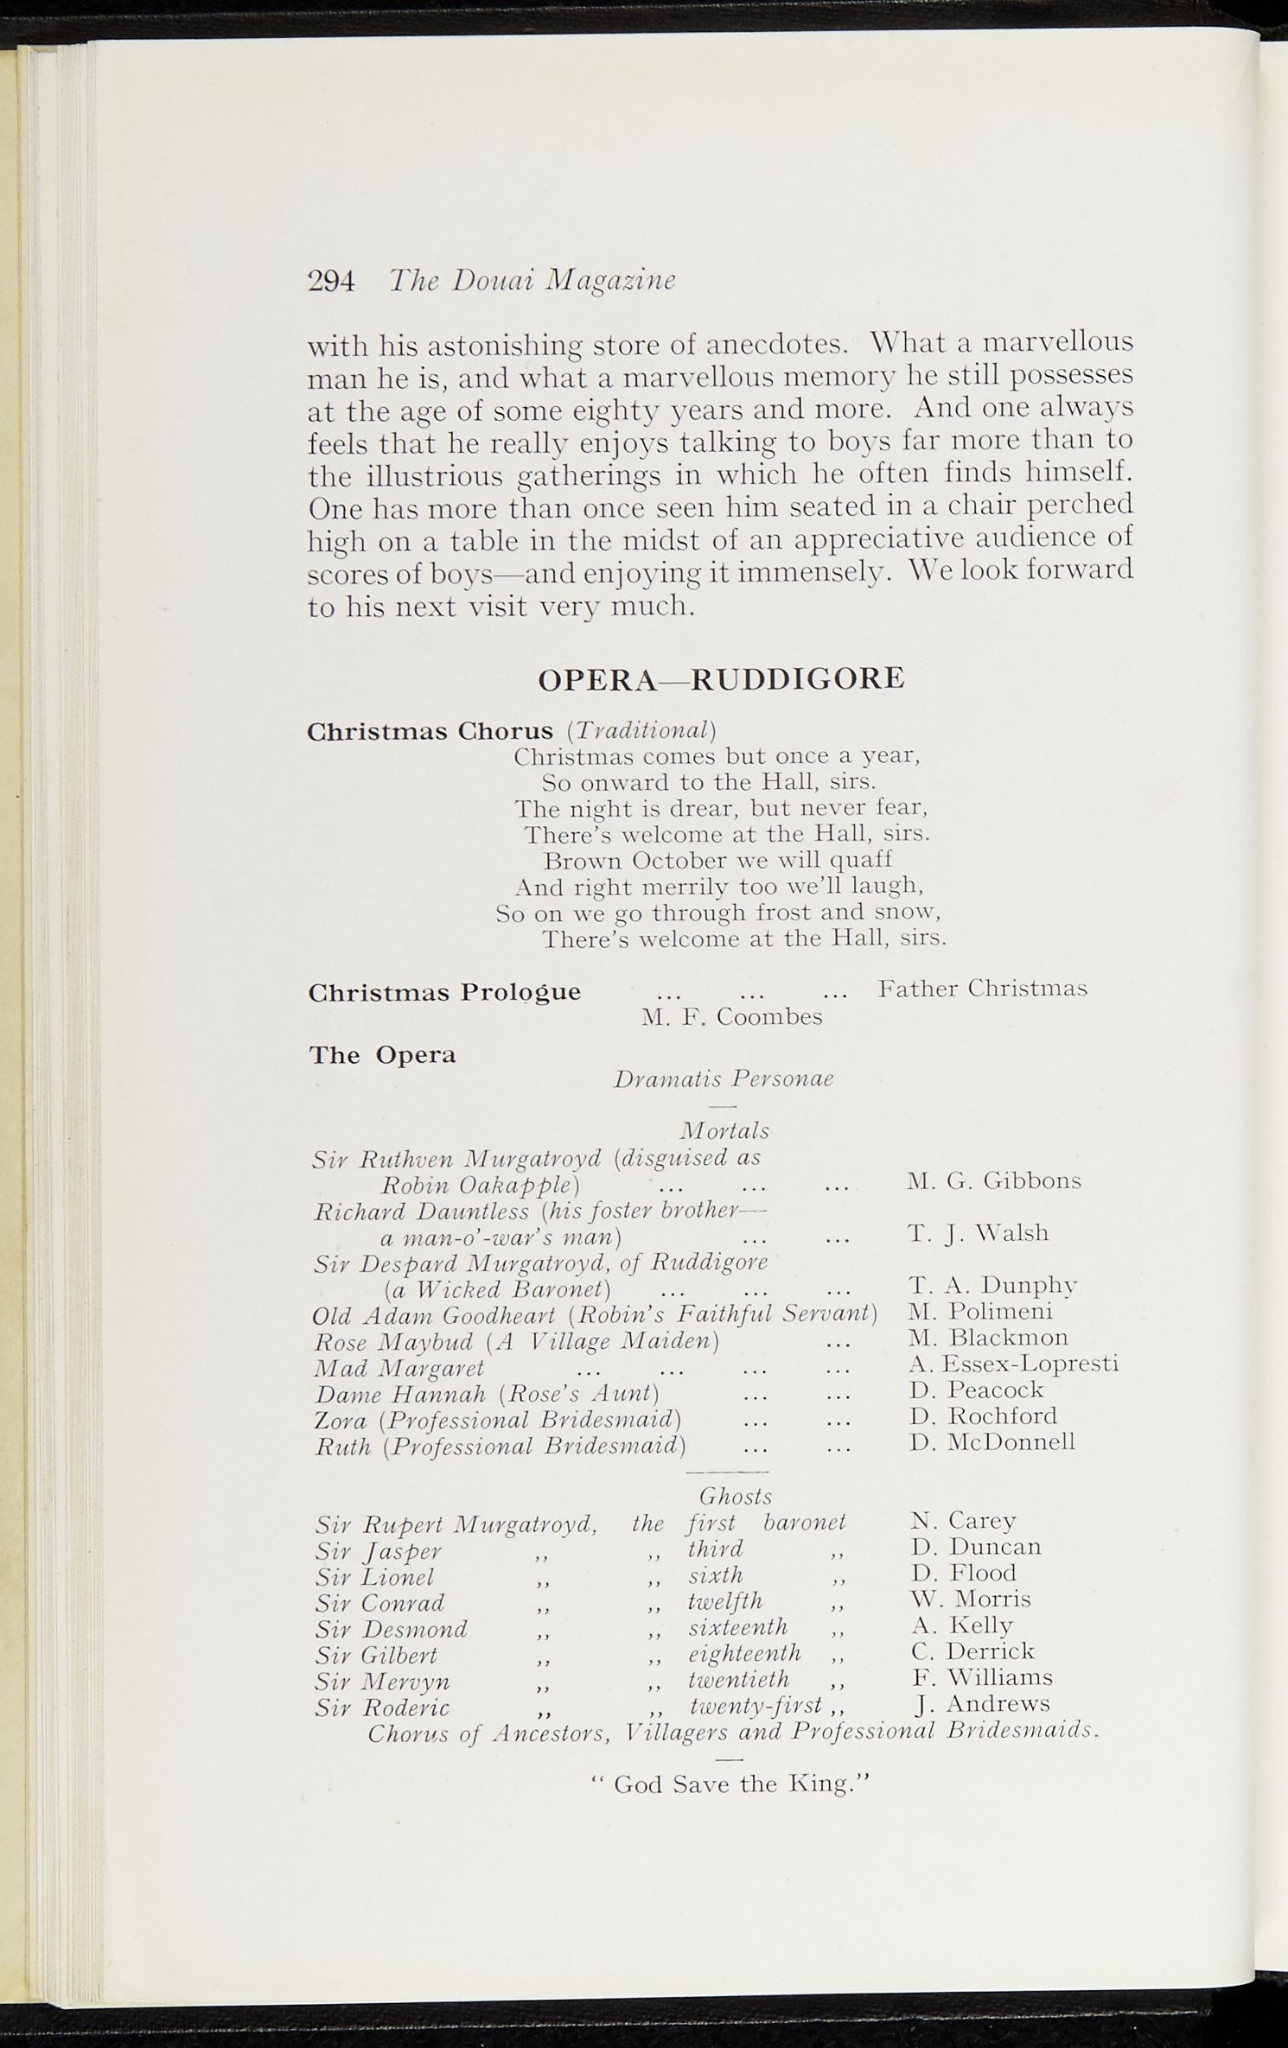 294 The Douai Magazine
with his astonishing store of anecdotes. What a marvellous
man he is, and what a marvellous memory he still possesses
at the age of some eighty years and more. And one always
feels that he really enjoys talking to boys far more than to
the illustrious gatherings in which he often finds himself.
One has more than once seen him seated in a chair perched
high on a table in the midst of an appreciative audience of
scores of boys—and enjoying it immensely. We look forward
to his next visit very much.
OPERA—RUDDIGORE
Christmas Chorus (Traditional)
Christmas comes but once a year,
So onward to the Hall, sirs.
The night is drear, but never fear,
There's welcome at the Hall, sirs.
Brown October we will quaff
And right merrily too we'll laugh,
So on we go through frost and snow,
There's welcome at the Hall, sirs.
Christmas Prologue ... ... ... Father Christmas
M. F. Coombes
The Opera
Dramatis Personae
Mortals
Sir Ruthven Murgatroyd (disguised as
Robin Oakapple) ... ... ... M. G. Gibbons
Richard Dauntless (his foster brother—
a man-o'-war's man) ... ... T. J. Walsh
Sir Despard Murgatroyd, of Ruddigore
(a Wicked Baronet) ... ... ... T. A. Dunphy
Old Adam Goodheart (Robin's Faithful Servant) M. Polimeni
Rose Maybud (A Village Maiden) ... M. Blackmon
Mad Margaret ... ... ... ... A. Essex-Lopresti
Dame Hannah (Rose's Aunt) ... ... D. Peacock
Zora (Professional Bridesmaid) ... ... D. Rochford
Ruth (Professional Bridesmaid) ... ... D. McDonnell
Ghosts
Sir Rupert Murgatroyd, the first baronet N. Carey
Sir Jasper ,, ,, third ,, D. Duncan
Sir Lionel ,, ,, sixth ,, D. Flood
Sir Conrad ,, ,, twelfth ,, W. Morris
Sir Desmond ,, ,, sixteenth ,, A. Kelly
Sir Gilbert ,, ,, eighteenth ,, C. Derrick
Sir Mervyn ,, ,, twentieth ,, F. Williams
Sir Roderic ,, ,, twenty-first ,, J. Andrews
Chorus of Ancestors, Villagers and Professional Bridesmaids.
" God Save the King."